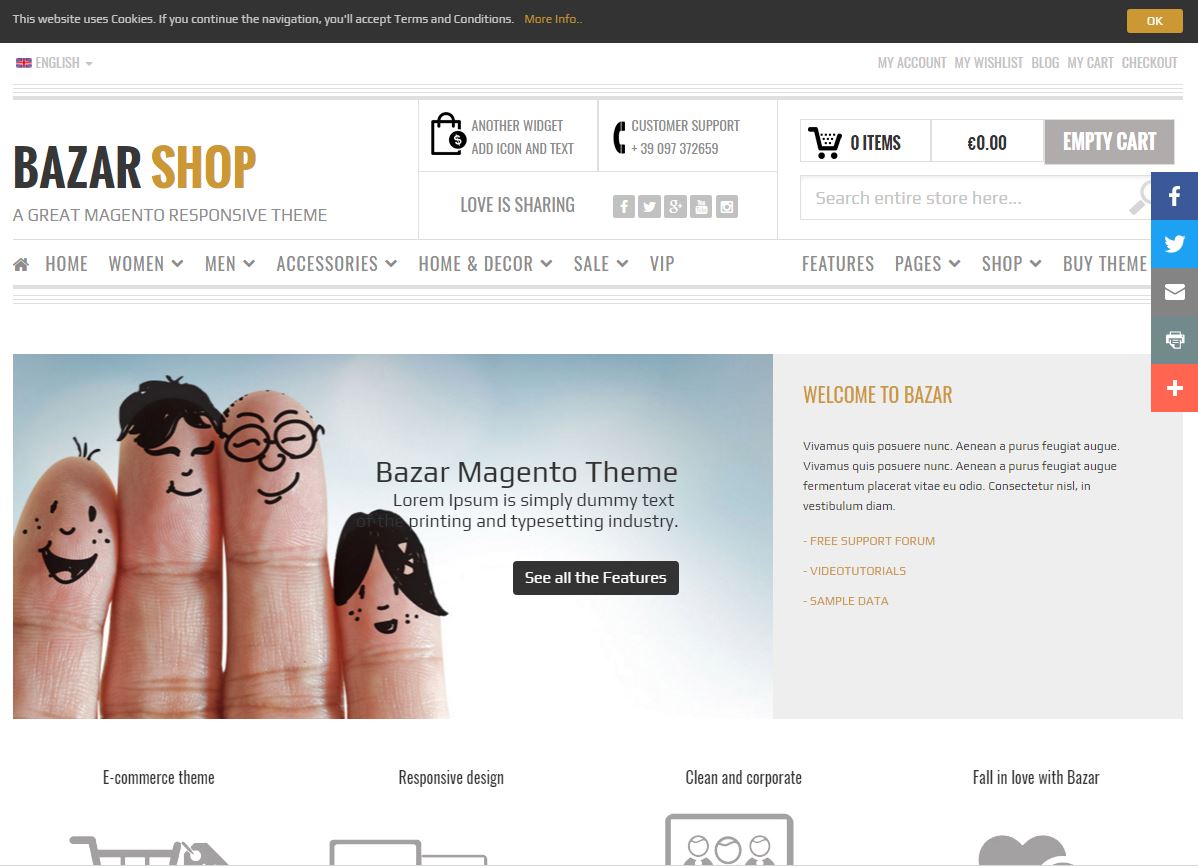 This website uses Cookies. If you continue the navigation, you'll accept Terms and Conditions. More Info..
OK
ENGLISH
MY ACCOUNT MY WISHLIST BLOG MY CART CHECKOUT
BAZAR SHOP
A GREAT MAGENTO RESPONSIVE THEME
ANOTHER WIDGET
ADD ICON AND TEXT
CUSTOMER SUPPORT
+ 39 097 372659
LOVE IS SHARING
0 ITEMS
€0.00
EMPTY CART
Search entire store here...
HOME WOMEN MEN ACCESSORIES HOME & DECOR SALE VIP
FEATURES PAGES SHOP BUY THEME
Bazar Magento Theme
Lorem Ipsum is simply dummy text
of the printing and typesetting industry.
See all the Features
WELCOME TO BAZAR
Vivamus quis posuere nunc. Aenean a purus feugiat augue.
Vivamus quis posuere nunc. Aenean a purus feugiat augue
fermentum placerat vitae eu odio. Consectetur nisl, in
vestibulum diam.
- FREE SUPPORT FORUM
- VIDEOTUTORIALS
- SAMPLE DATA
E-commerce theme
Responsive design
Clean and corporate
Fall in love with Bazar